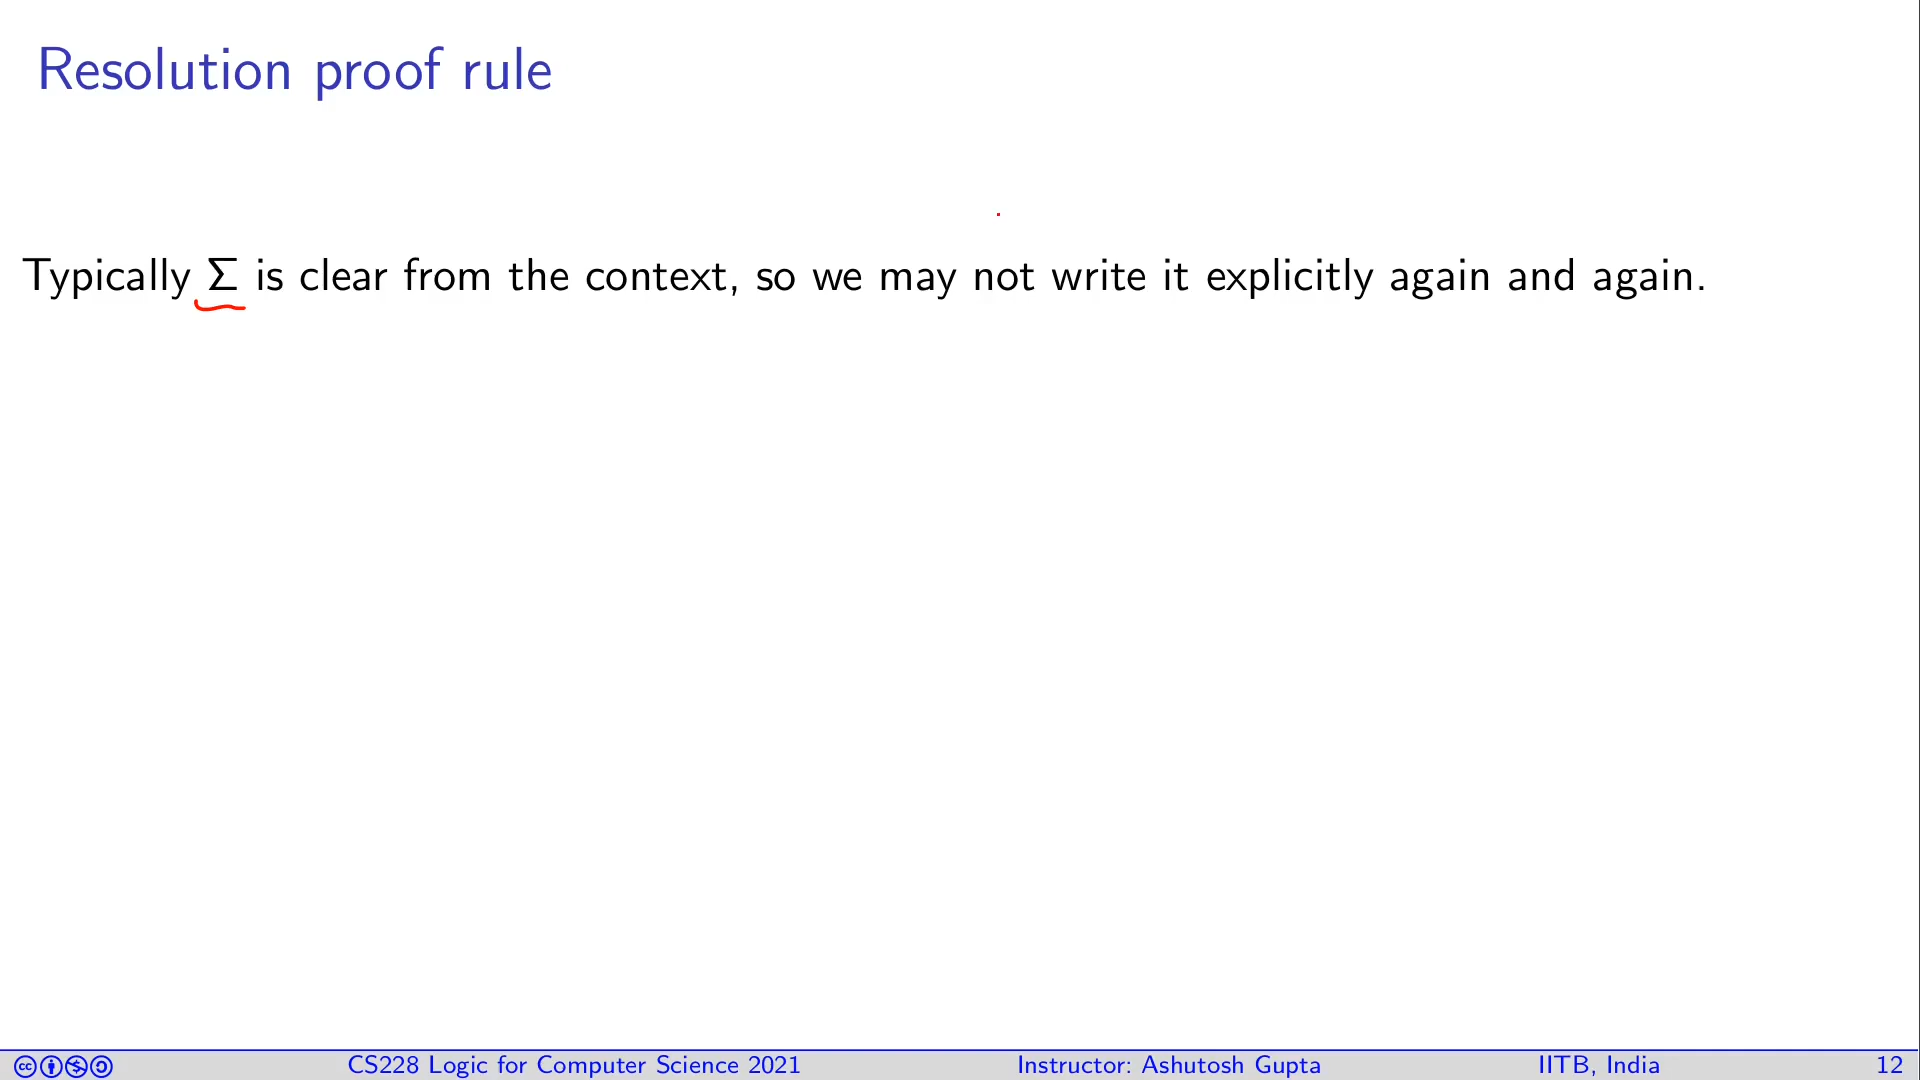 Resolution proof rule
Typically Σ is clear from the context, so we may not write it explicitly again and again.
CS228 Logic for Computer Science 2021 Instructor: Ashutosh Gupta IITB, India 12